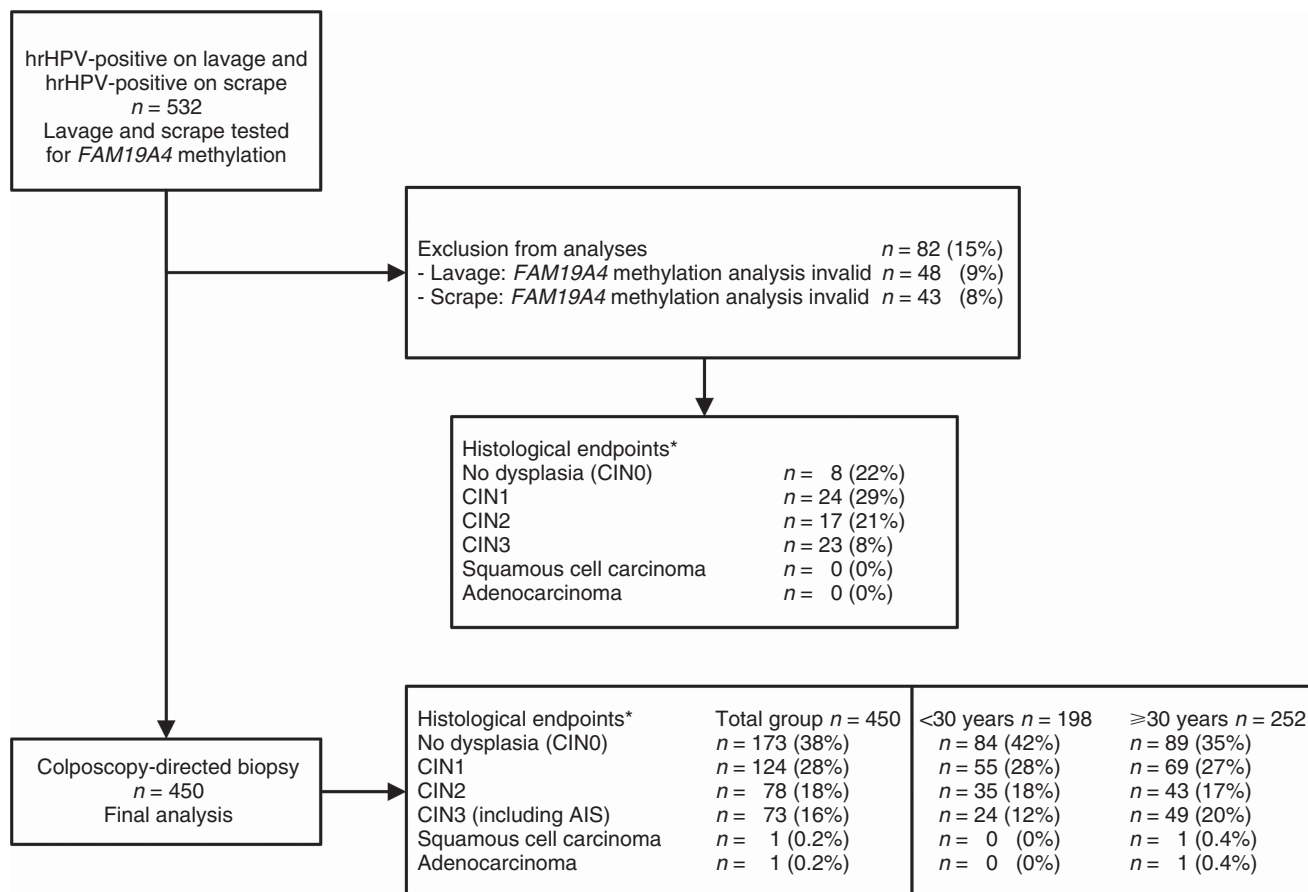 hrHPV-positive on lavage and
hrHPV-positive on scrape
n = 532
Lavage and scrape tested
for FAM19A4 methylation
Exclusion from analyses n = 82 (15%)
- Lavage: FAM19A4 methylation analysis invalid n = 48 (9%)
- Scrape: FAM19A4 methylation analysis invalid n = 43 (8%)
Histological endpoints*
No dysplasia (CIN0) n = 8 (22%)
CIN1 n = 24 (29%)
CIN2 n = 17 (21%)
CIN3 n = 23 (8%)
Squamous cell carcinoma n = 0 (0%)
Adenocarcinoma n = 0 (0%)
Colposcopy-directed biopsy
n = 450
Final analysis
Histological endpoints* Total group n = 450 <30 years n = 198 ⩾30 years n = 252
No dysplasia (CIN0) n = 173 (38%) n = 84 (42%) n = 89 (35%)
CIN1 n = 124 (28%) n = 55 (28%) n = 69 (27%)
CIN2 n = 78 (18%) n = 35 (18%) n = 43 (17%)
CIN3 (including AIS) n = 73 (16%) n = 24 (12%) n = 49 (20%)
Squamous cell carcinoma n = 1 (0.2%) n = 0 (0%) n = 1 (0.4%)
Adenocarcinoma n = 1 (0.2%) n = 0 (0%) n = 1 (0.4%)